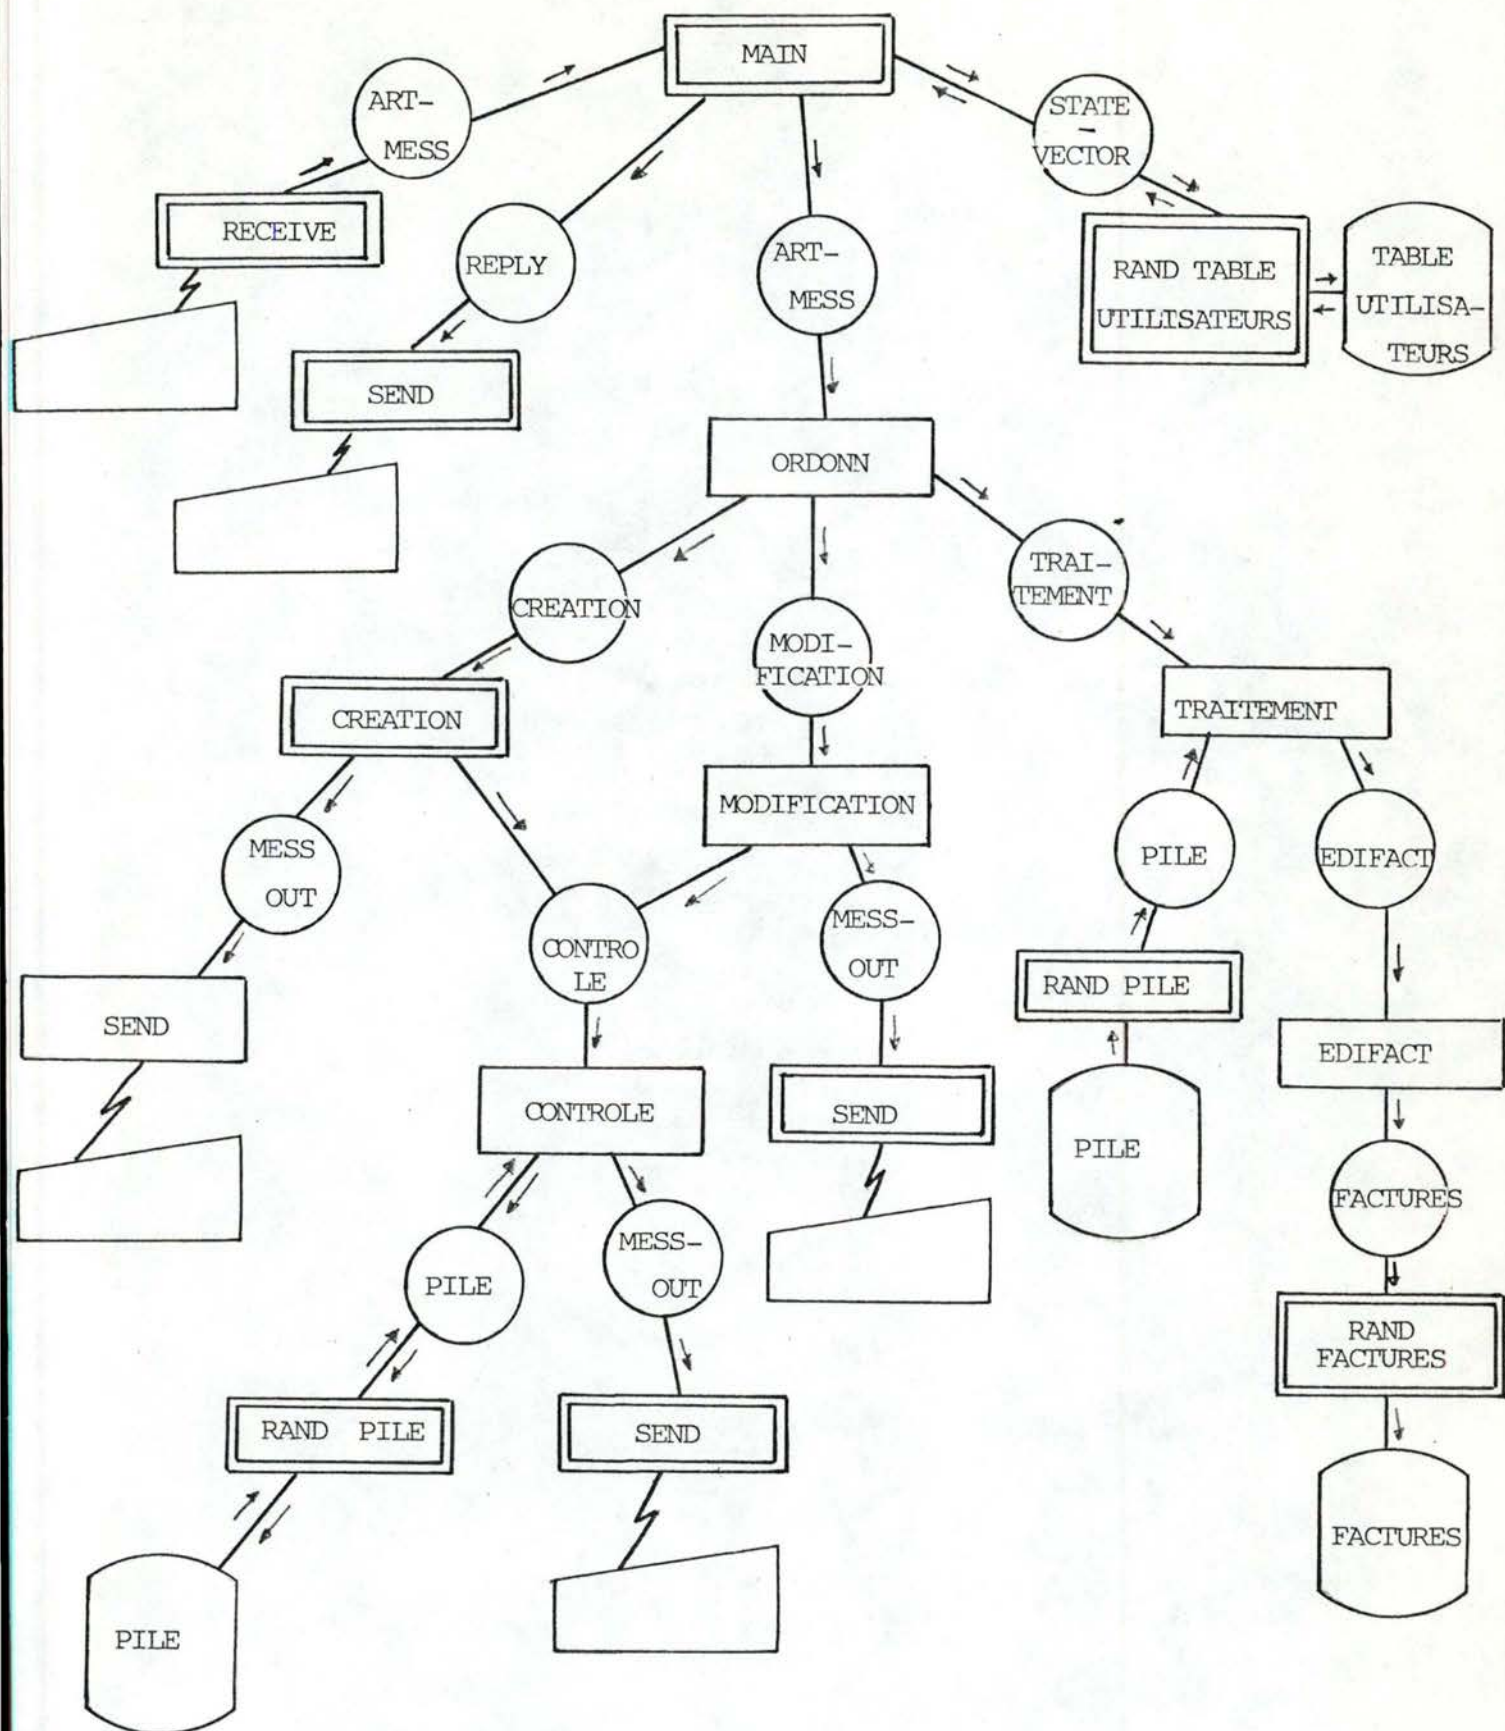 MAIN
ART-
MESS
STATE
-
VECTOR
RECEIVE
REPLY
ART-
MESS
RAND TABLE
UTILISATEURS
TABLE
UTILISA-
TEURS
SEND
ORDONN
CREATION
TRAI-
TEMENT
MODI-
FICATION
CREATION
TRAITEMENT
MODIFICATION
MESS
OUT
CONTRO
LE
MESS-
OUT
PILE
EDIFACT
SEND
RAND PILE
EDIFACT
CONTROLE
SEND
PILE
FACTURES
PILE
MESS-
OUT
RAND
FACTURES
RAND PILE
SEND
FACTURES
PILE